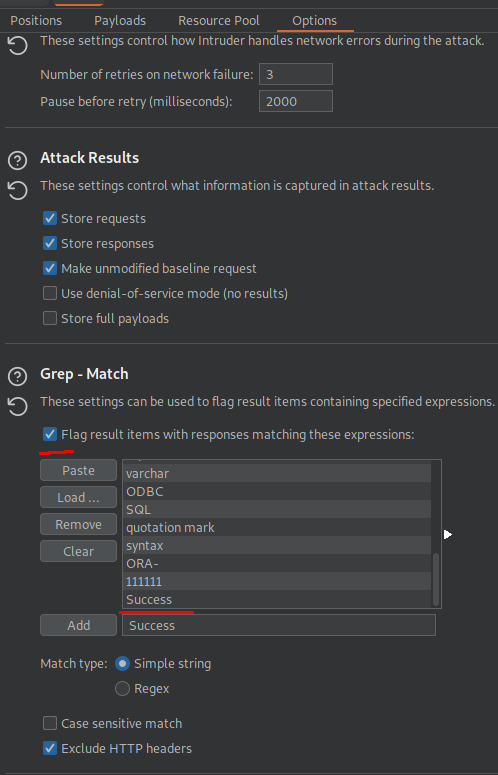 Positions Payloads Resource Pool Options
These settings control how Intruder handles network errors during the attack.
Number of retries on network failure: 3
Pause before retry (milliseconds): 2000
Attack Results
These settings control what information is captured in attack results.
Store requests
Store responses
Make unmodified baseline request
Use denial-of-service mode (no results)
Store full payloads
Grep - Match
These settings can be used to flag result items containing specified expressions.
Flag result items with responses matching these expressions:
Paste
Load ...
Remove
Clear
varchar
ODBC
SQL
quotation mark
syntax
ORA-
111111
Success
Add Success
Match type: Simple string
Regex
Case sensitive match
Exclude HTTP headers